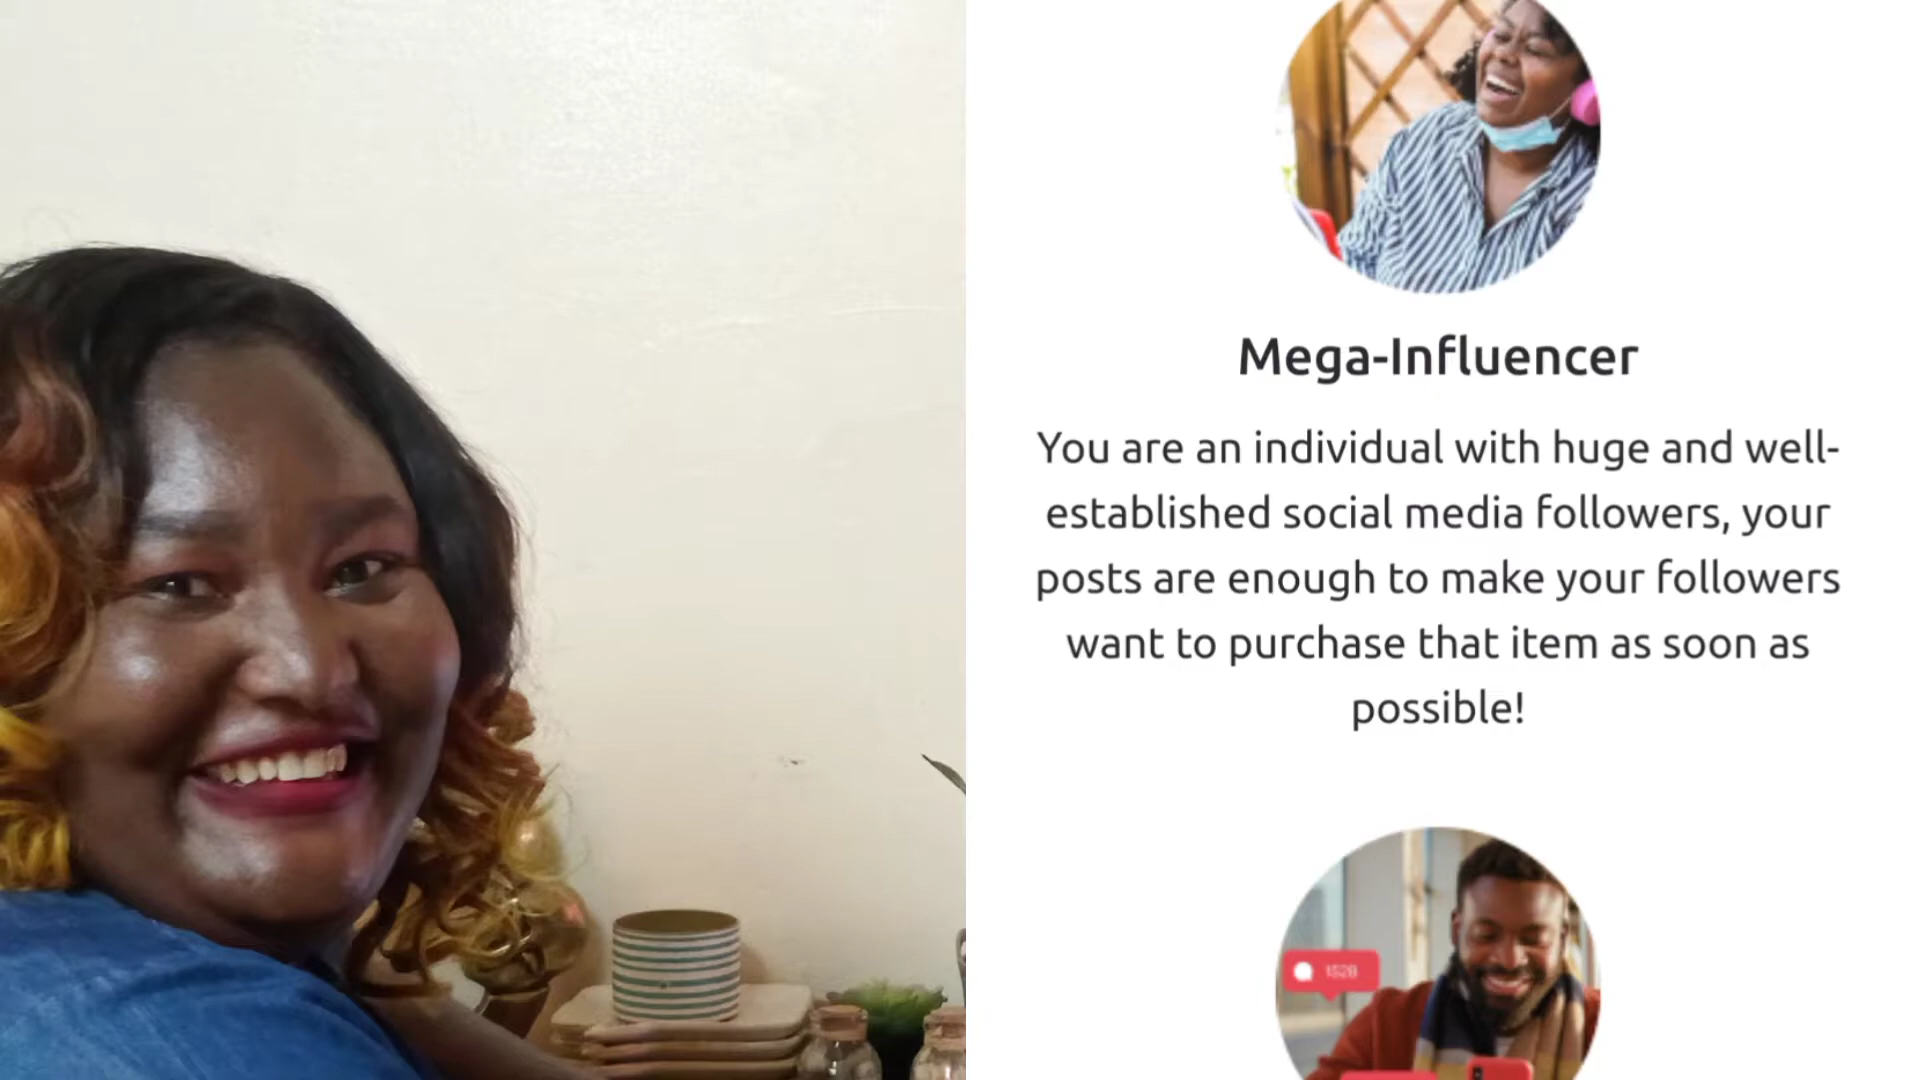 Mega-Influencer
You are an individual with huge and well-
established social media followers, your
posts are enough to make your followers
want to purchase that item as soon as
possible!
1528